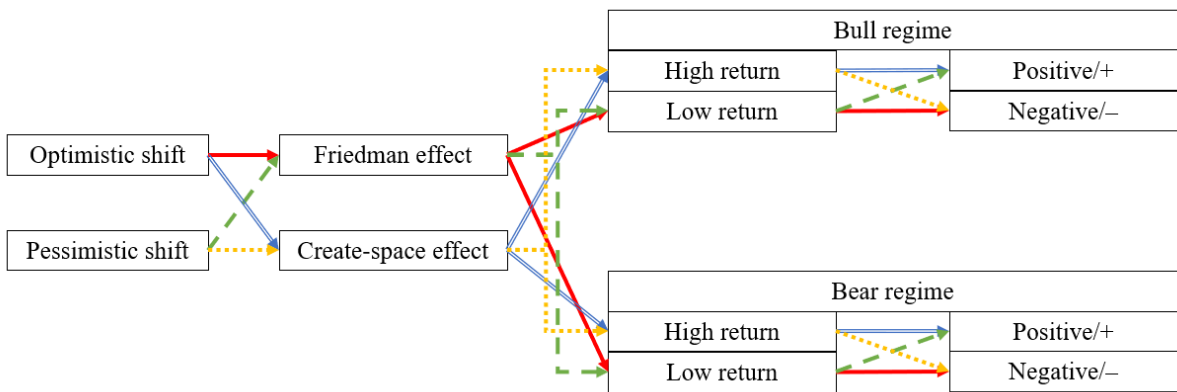 Bull regime
High return
Positive/+
Low return
Negative/–
Optimistic shift
Friedman effect
Pessimistic shift
Create-space effect
Bear regime
High return
Positive/+
Low return
Negative/–